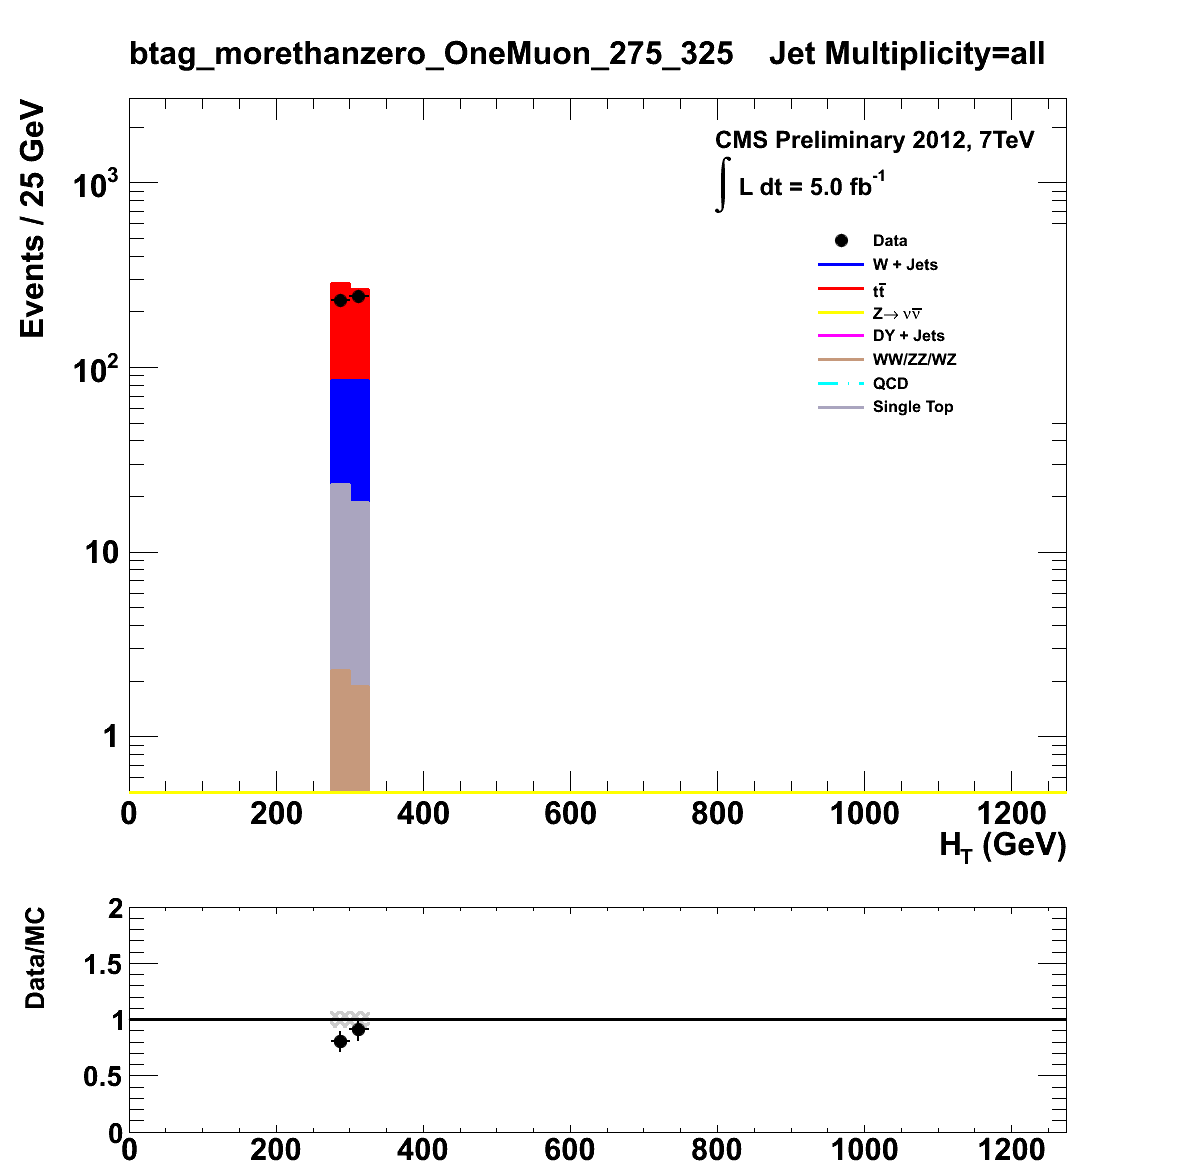 btag_morethanzero_OneMuon_275_325 Jet Multiplicity=all
Events / 25 GeV
CMS Preliminary 2012, 7TeV
∫ L dt = 5.0 fb⁻¹
Data
W + Jets
tt̅
Z→ νν̅
DY + Jets
WW/ZZ/WZ
QCD
Single Top
10³
10²
10
1
0 200 400 600 800 1000 1200
H_T (GeV)
Data/MC
2
1.5
1
0.5
0
0 200 400 600 800 1000 1200